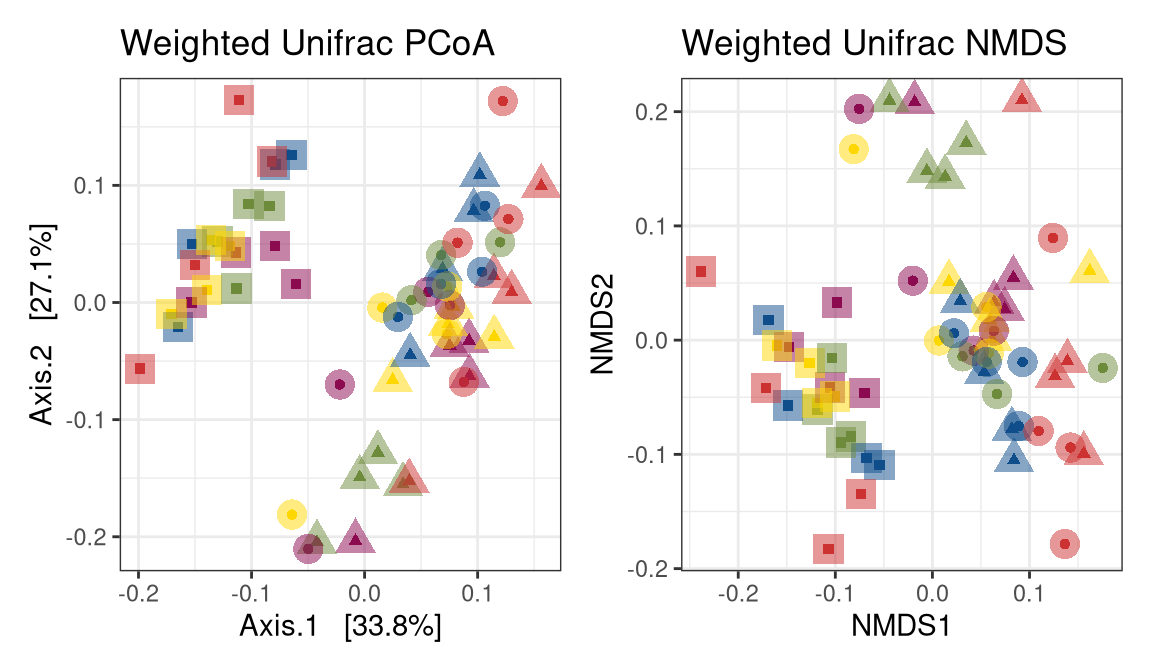 Weighted Unifrac PCoA
Axis.2 [27.1%]
0.1
0.0
-0.1
-0.2
-0.2 -0.1 0.0 0.1
Axis.1 [33.8%]
Weighted Unifrac NMDS
NMDS2
0.2
0.1
0.0
-0.1
-0.2
-0.2 -0.1 0.0 0.1
NMDS1